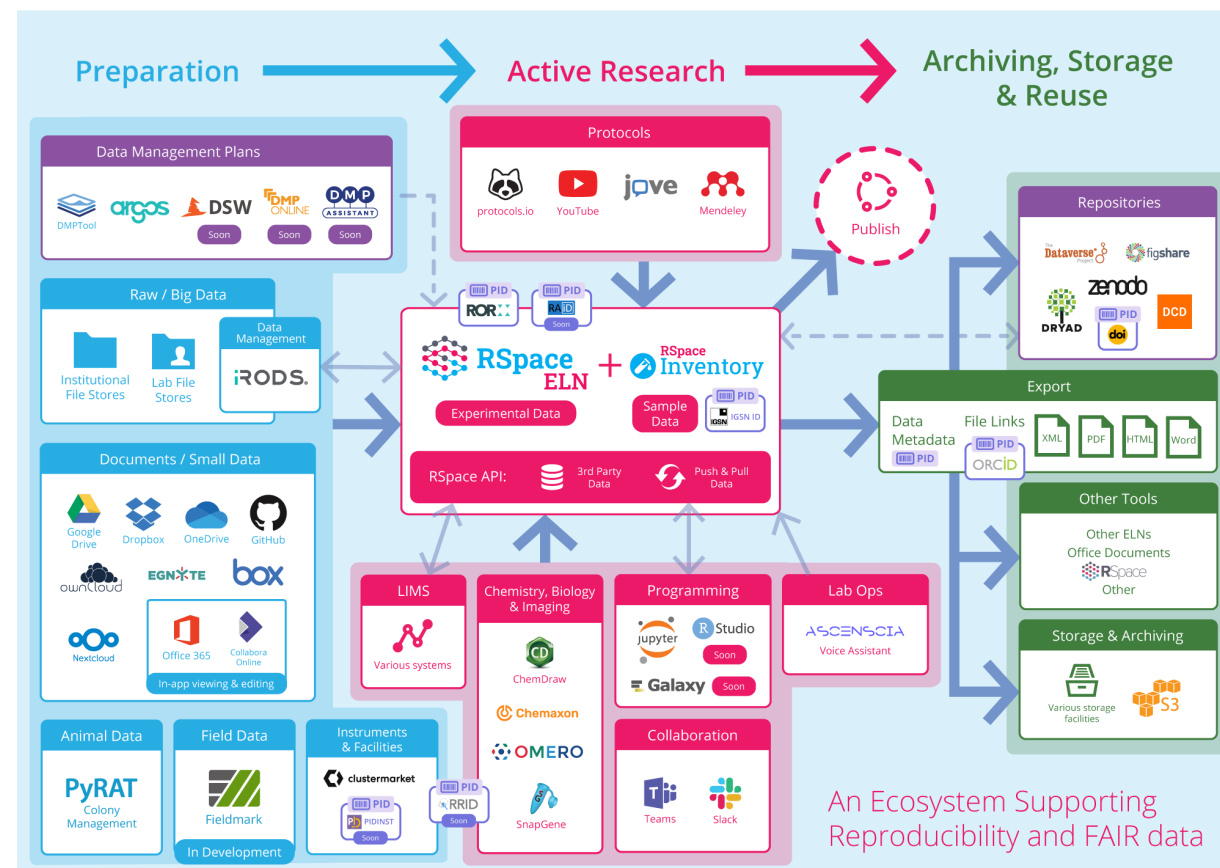 Preparation
Active Research
Archiving, Storage
& Reuse
Data Management Plans
DMPTool
argos
DSW
Soon
DMP
ONLINE
Soon
DMP
ASSISTANT
Soon
Protocols
protocols.io
YouTube
jove
Mendeley
Publish
Repositories
The
Dataverse
Project
figshare
DRYAD
zenodo
PID
doi
DCD
Raw / Big Data
Institutional
File Stores
Lab File
Stores
Data
Management
iRODS.
PID
ROR
PID
RAiD
Soon
RSpace
ELN
+
RSpace
Inventory
Experimental Data
Sample
Data
PID
IGSN
IGSN ID
RSpace API:
3rd Party
Data
Push & Pull
Data
Export
Data
Metadata
PID
File Links
PID
ORCID
XML
PDF
HTML
Word
Documents / Small Data
Google
Drive
Dropbox
OneDrive
GitHub
ownCloud
EGNYTE
box
Nextcloud
Office 365
Collabora
Online
In-app viewing & editing
Other Tools
Other ELNs
Office Documents
RSpace
Other
LIMS
Various systems
Chemistry, Biology
& Imaging
CD
ChemDraw
Chemaxon
OMERO
SnapGene
Programming
jupyter
R Studio
Soon
Galaxy
Soon
Lab Ops
ASCENSCIA
Voice Assistant
Storage & Archiving
Various storage
facilities
S3
Animal Data
PyRAT
Colony
Management
Field Data
Fieldmark
In Development
Instruments
& Facilities
clustermarket
PID
PIDINST
Soon
PID
RRID
Soon
Collaboration
Teams
Slack
An Ecosystem Supporting
Reproducibility and FAIR data